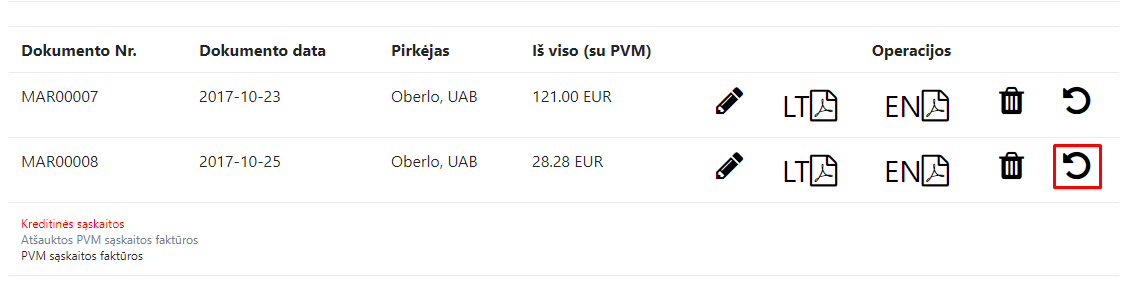 Dokumento Nr. Dokumento data Pirkėjas Iš viso (su PVM) Operacijos
MAR00007 2017-10-23 Oberlo, UAB 121.00 EUR LT EN
MAR00008 2017-10-25 Oberlo, UAB 28.28 EUR LT EN
Kreditinės sąskaitos
Atšauktos PVM sąskaitos faktūros
PVM sąskaitos faktūros